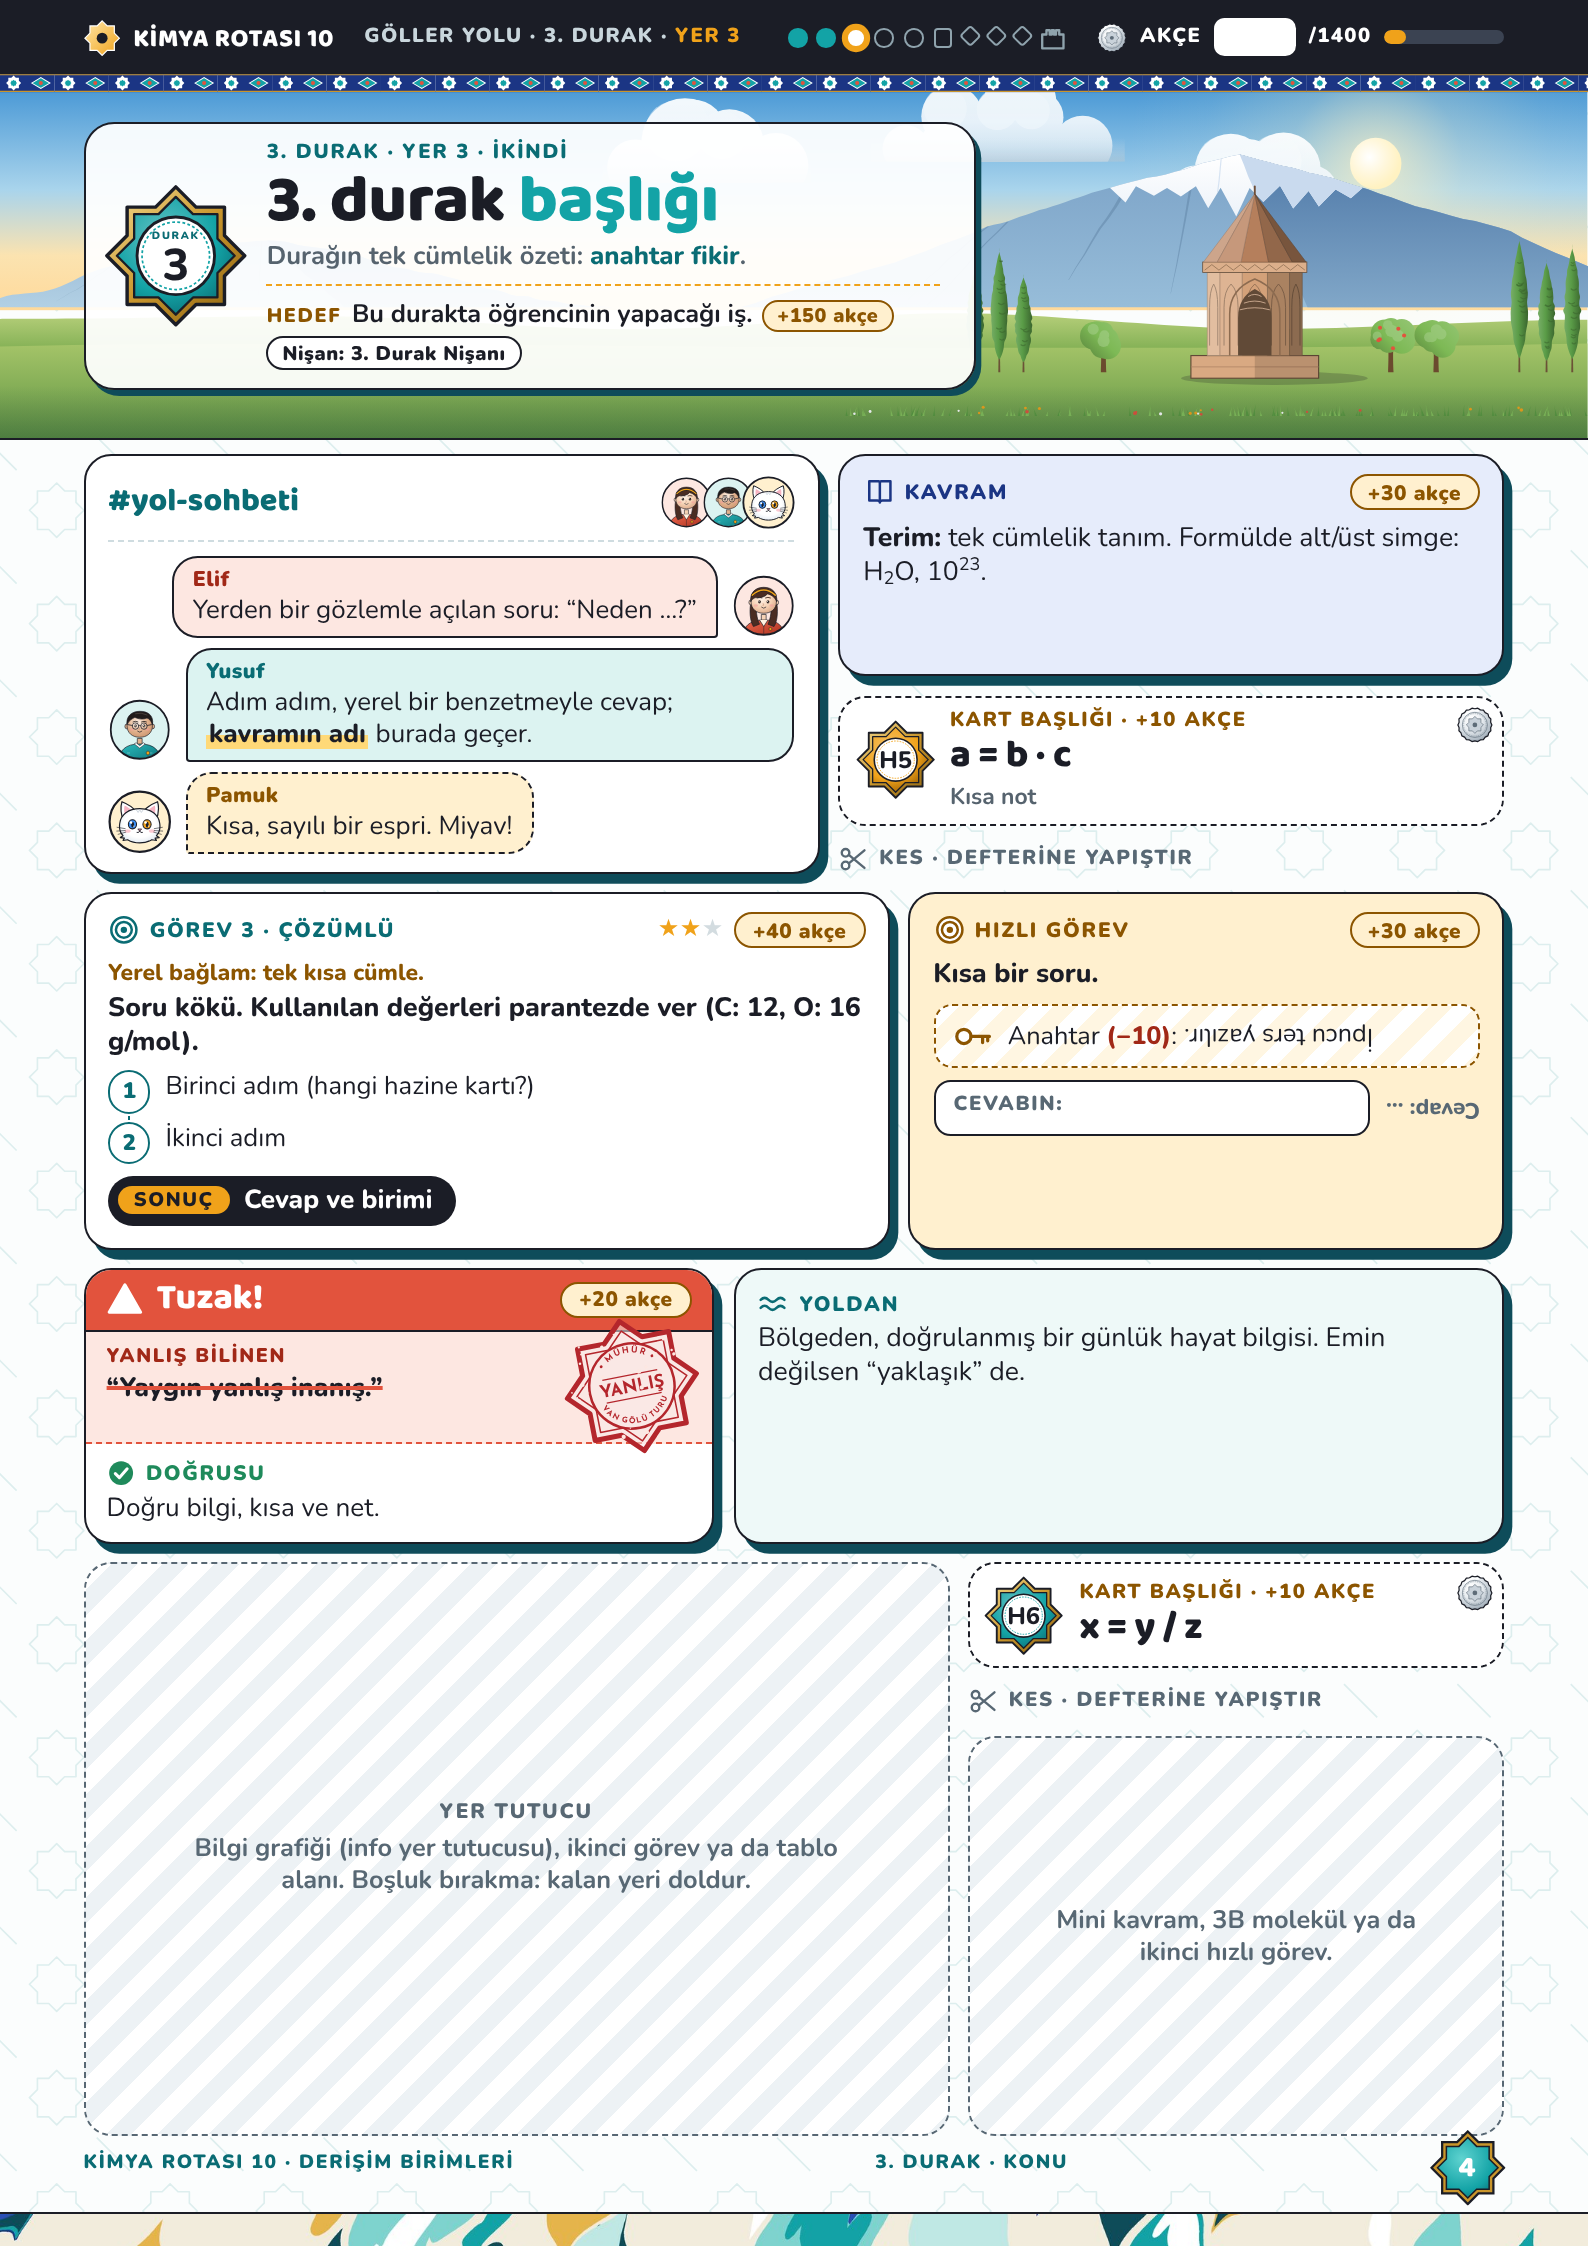 KİMYA ROTASI 10
GÖLLER YOLU · 3. DURAK · YER 3
AKÇE
/1400
3. DURAK · YER 3 · İKİNDİ
3. durak başlığı
Durağın tek cümlelik özeti: anahtar fikir.
DURAK
3
HEDEF Bu durakta öğrencinin yapacağı iş. +150 akçe
Nişan: 3. Durak Nişanı
#yol-sohbeti
Elif
Yerden bir gözlemle açılan soru: “Neden ...?”
Yusuf
Adım adım, yerel bir benzetmeyle cevap;
kavramın adı burada geçer.
Pamuk
Kısa, sayılı bir espri. Miyav!
KAVRAM
+30 akçe
Terim: tek cümlelik tanım. Formülde alt/üst simge:
H₂O, 10²³.
H5
KART BAŞLIĞI · +10 AKÇE
a = b · c
Kısa not
KES · DEFTERİNE YAPIŞTIR
GÖREV 3 · ÇÖZÜMLÜ
+40 akçe
Yerel bağlam: tek kısa cümle.
Soru kökü. Kullanılan değerleri parantezde ver (C: 12, O: 16
g/mol).
1 Birinci adım (hangi hazine kartı?)
2 İkinci adım
SONUÇ Cevap ve birimi
HIZLI GÖREV
+30 akçe
Kısa bir soru.
Anahtar (−10): İpucu ters yazılır.
CEVABIN:
Cevap: ...
Tuzak!
+20 akçe
YANLIŞ BİLİNEN
“Yaygın yanlış inanış.”
MÜHÜR
YANLIŞ
VAN GÖLÜ TURU
DOĞRUSU
Doğru bilgi, kısa ve net.
YOLDAN
Bölgeden, doğrulanmış bir günlük hayat bilgisi. Emin
değilsen “yaklaşık” de.
YER TUTUCU
Bilgi grafiği (info yer tutucusu), ikinci görev ya da tablo
alanı. Boşluk bırakma: kalan yeri doldur.
H6
KART BAŞLIĞI · +10 AKÇE
x = y / z
KES · DEFTERİNE YAPIŞTIR
Mini kavram, 3B molekül ya da
ikinci hızlı görev.
KİMYA ROTASI 10 · DERİŞİM BİRİMLERİ
3. DURAK · KONU
4